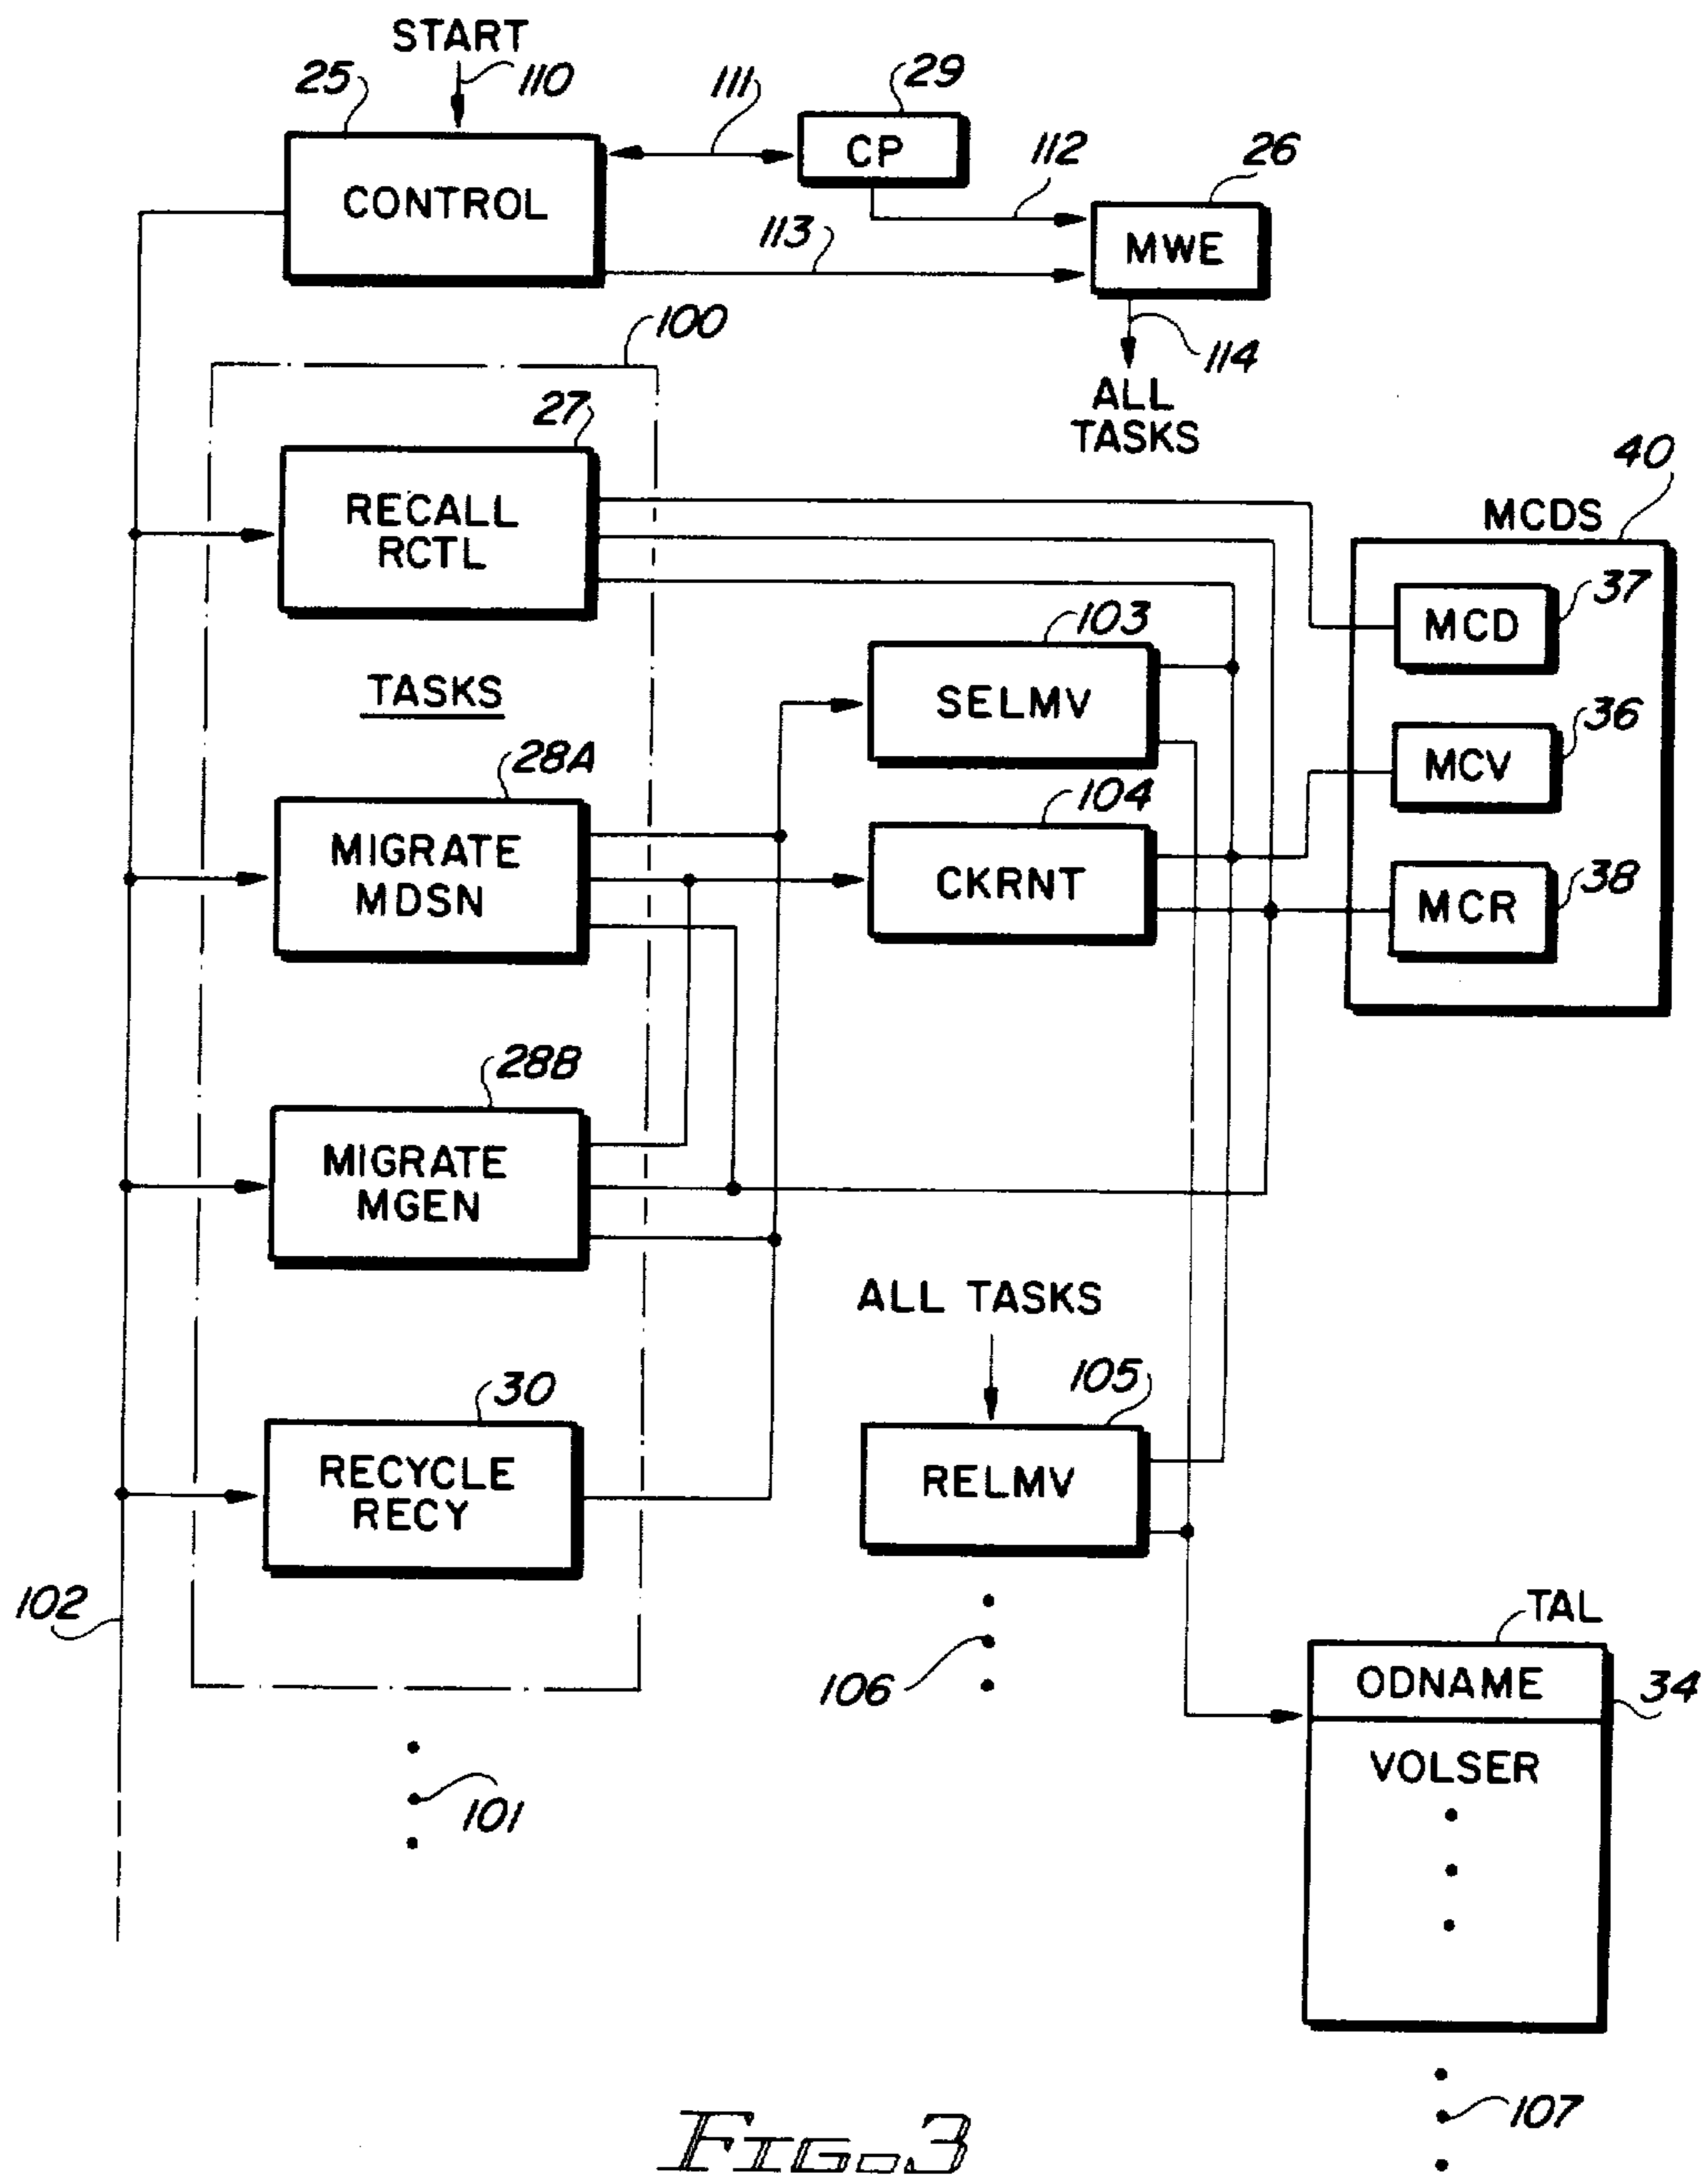 START
110
25
111
29
CP
112
26
CONTROL
113
MWE
114
ALL
TASKS
100
27
RECALL
RCTL
40
MCDS
MCD
37
TASKS
103
SELMV
MCV
36
28A
MIGRATE
MDSN
104
CKRNT
MCR
38
28B
MIGRATE
MGEN
ALL TASKS
30
RECYCLE
RECY
105
RELMV
102
106
TAL
ODNAME
34
VOLSER
101
107
FIG. 3